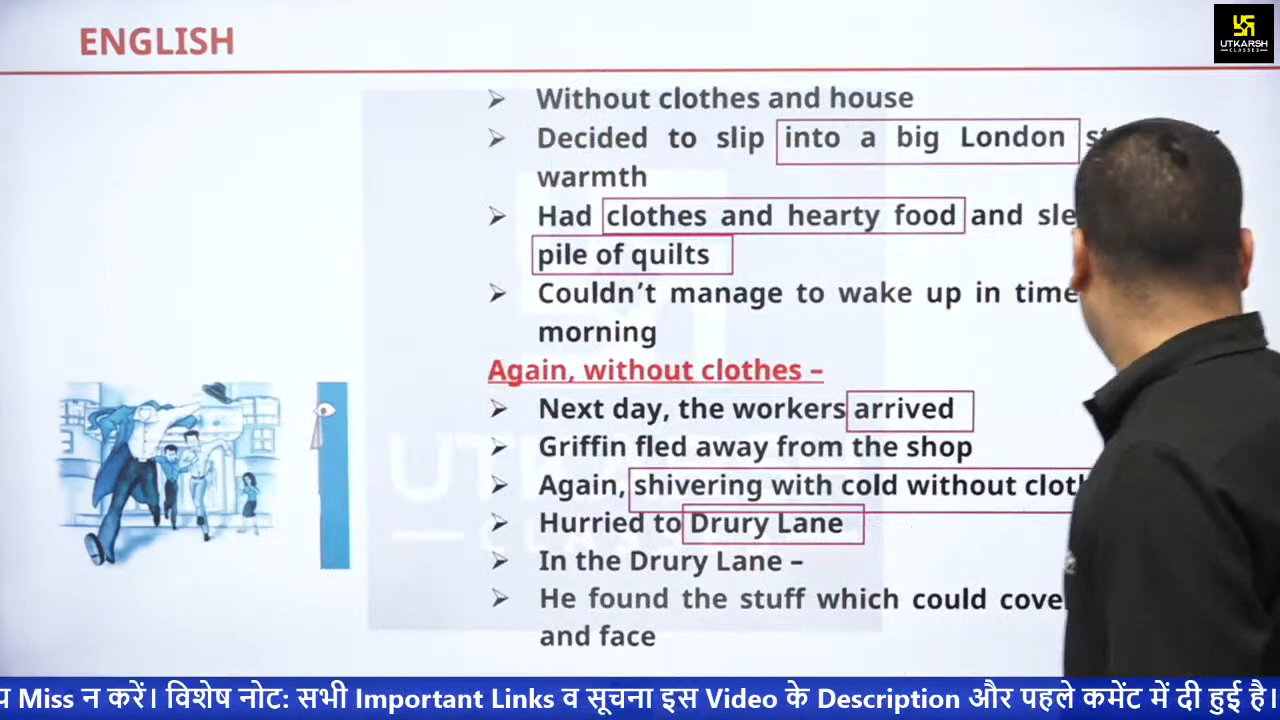 ENGLISH
UTKARSH
CLASSES
Without clothes and house
Decided to slip into a big London
warmth
Had clothes and hearty food and
pile of quilts
Couldn't manage to wake up in time
morning
Again, without clothes –
Next day, the workers arrived
Griffin fled away from the shop
Again, shivering with cold without
Hurried to Drury Lane
In the Drury Lane –
He found the stuff which could
and face
Miss न करें। विशेष नोट: सभी Important Links व सूचना इस Video के Description और पहले कमेंट में दी हुई है।